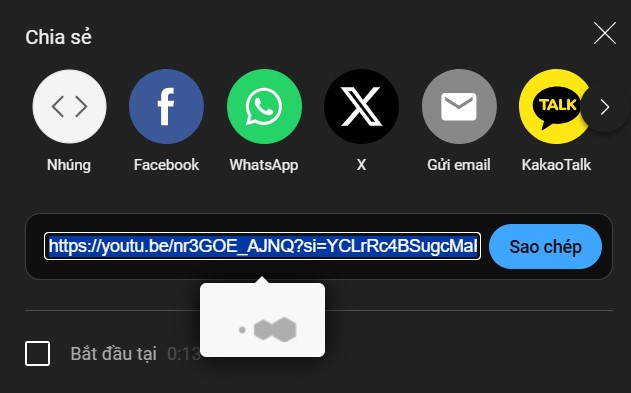 Chia sẻ
Nhúng
Facebook
WhatsApp
X
Gửi email
TALK
KakaoTalk
https://youtu.be/nr3GOE_AJNQ?si=YCLrRc4BSugcMal
Sao chép
Bắt đầu tại 0:13